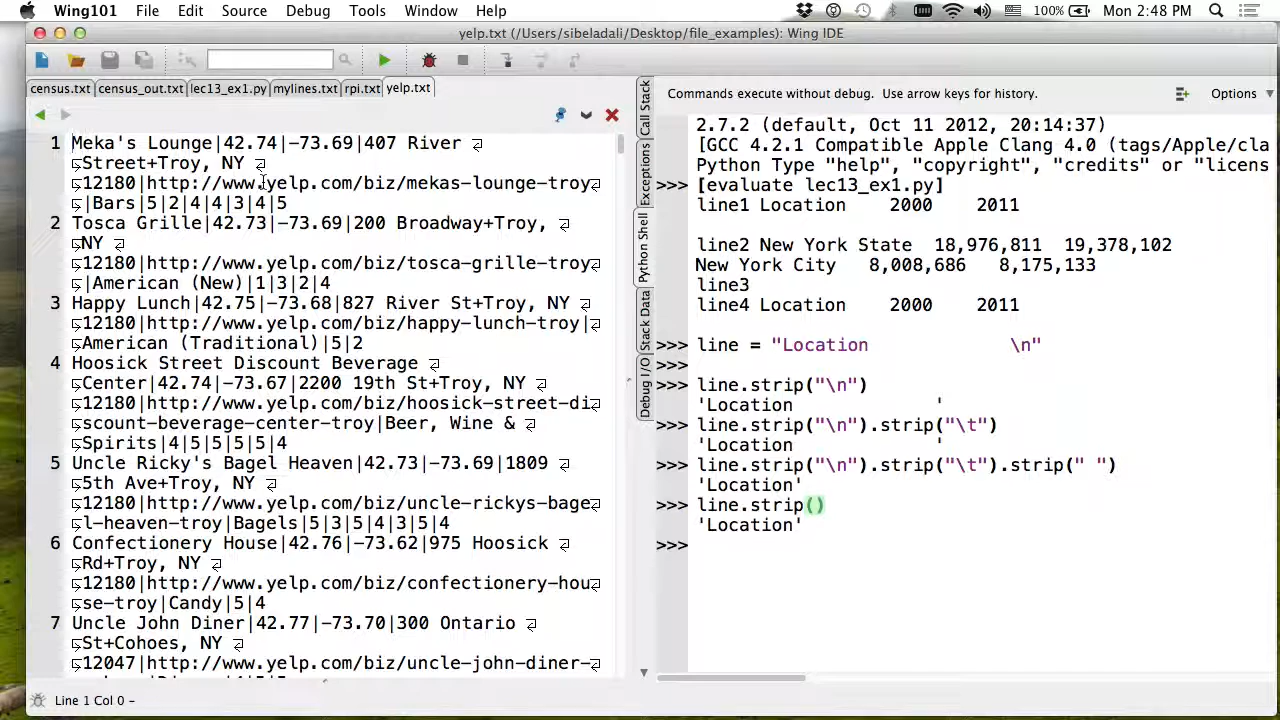 Wing101 File Edit Source Debug Tools Window Help 100% Mon 2:48 PM
yelp.txt (/Users/sibeladali/Desktop/file_examples): Wing IDE
census.txt census_out.txt lec13_ex1.py mylines.txt rpi.txt yelp.txt
1 Meka's Lounge|42.74|-73.69|407 River
Street+Troy, NY
12180|http://www.yelp.com/biz/mekas-lounge-troy
|Bars|5|2|4|4|3|4|5
2 Tosca Grille|42.73|-73.69|200 Broadway+Troy,
NY
12180|http://www.yelp.com/biz/tosca-grille-troy
|American (New)|1|3|2|4
3 Happy Lunch|42.75|-73.68|827 River St+Troy, NY
12180|http://www.yelp.com/biz/happy-lunch-troy|
American (Traditional)|5|2
4 Hoosick Street Discount Beverage
Center|42.74|-73.67|2200 19th St+Troy, NY
12180|http://www.yelp.com/biz/hoosick-street-di
scount-beverage-center-troy|Beer, Wine &
Spirits|4|5|5|5|5|4
5 Uncle Ricky's Bagel Heaven|42.73|-73.69|1809
5th Ave+Troy, NY
12180|http://www.yelp.com/biz/uncle-rickys-bage
l-heaven-troy|Bagels|5|3|5|4|3|5|4
6 Confectionery House|42.76|-73.62|975 Hoosick
Rd+Troy, NY
12180|http://www.yelp.com/biz/confectionery-hou
se-troy|Candy|5|4
7 Uncle John Diner|42.77|-73.70|300 Ontario
St+Cohoes, NY
12047|http://www.yelp.com/biz/uncle-john-diner-
Line 1 Col 0 –
Call Stack
Exceptions
Python Shell
Stack Data
Debug I/O
Commands execute without debug. Use arrow keys for history. Options
2.7.2 (default, Oct 11 2012, 20:14:37)
[GCC 4.2.1 Compatible Apple Clang 4.0 (tags/Apple/cla
Python Type "help", "copyright", "credits" or "licens
>>> [evaluate lec13_ex1.py]
line1 Location 2000 2011
line2 New York State 18,976,811 19,378,102
New York City 8,008,686 8,175,133
line3
line4 Location 2000 2011
>>> line = "Location \n"
>>>
>>> line.strip("\n")
'Location '
>>> line.strip("\n").strip("\t")
'Location '
>>> line.strip("\n").strip("\t").strip(" ")
'Location'
>>> line.strip()
'Location'
>>>